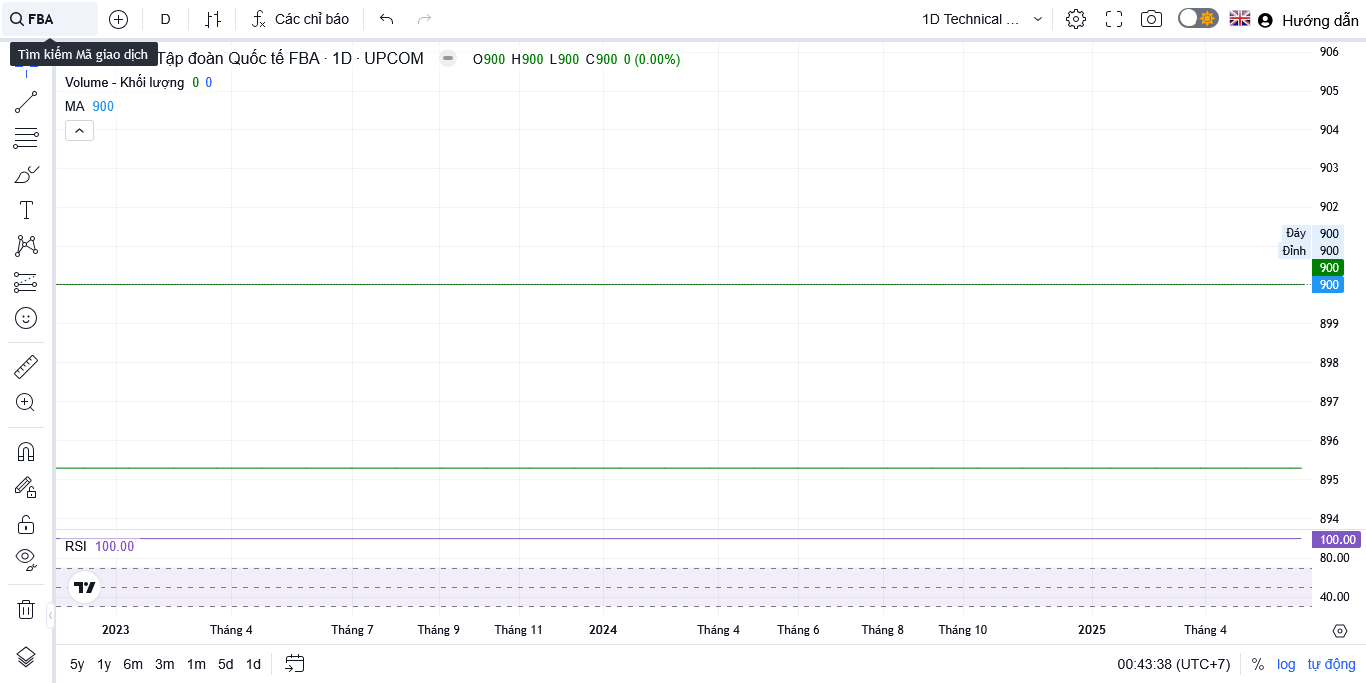 FBA
D
Các chỉ báo
1D Technical ...
Hướng dẫn
Tìm kiếm Mã giao dịch
Tập đoàn Quốc tế FBA · 1D · UPCOM
O900 H900 L900 C900 0 (0.00%)
Volume - Khối lượng 0 0
MA 900
906
905
904
903
902
Đáy 900
Đỉnh 900
900
900
899
898
897
896
895
894
RSI 100.00
100.00
80.00
40.00
2023 Tháng 4 Tháng 7 Tháng 9 Tháng 11 2024 Tháng 4 Tháng 6 Tháng 8 Tháng 10 2025 Tháng 4
5y 1y 6m 3m 1m 5d 1d
00:43:38 (UTC+7) % log tự động